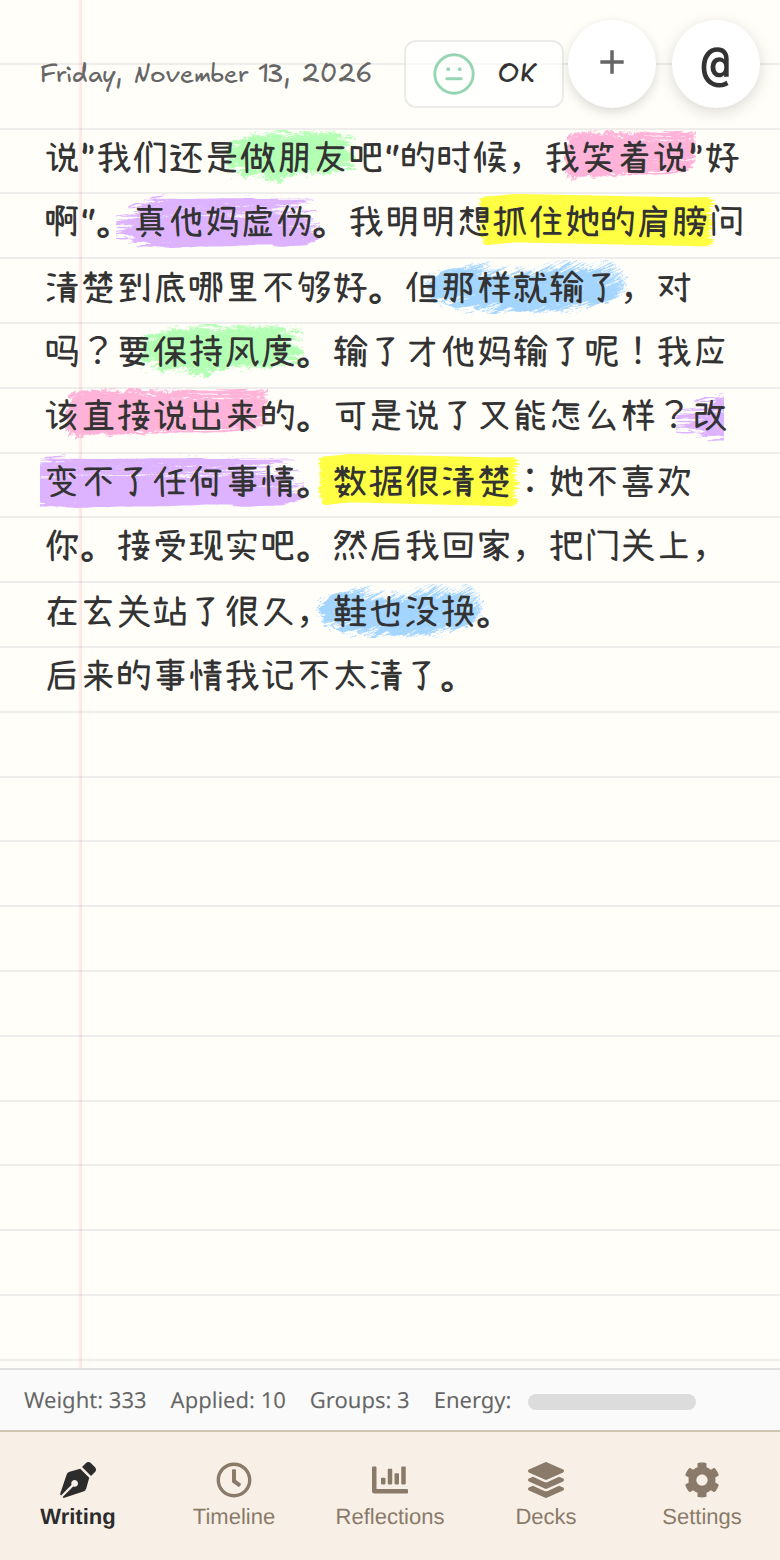 Friday, November 13, 2026
OK
+
@
说"我们还是做朋友吧"的时候，我笑着说"好
啊"。真他妈虚伪。我明明想抓住她的肩膀问
清楚到底哪里不够好。但那样就输了，对
吗？要保持风度。输了才他妈输了呢！我应
该直接说出来的。可是说了又能怎么样？改
变不了任何事情。数据很清楚：她不喜欢
你。接受现实吧。然后我回家，把门关上，
在玄关站了很久，鞋也没换。
后来的事情我记不太清了。
Weight: 333 Applied: 10 Groups: 3 Energy:
Writing Timeline Reflections Decks Settings